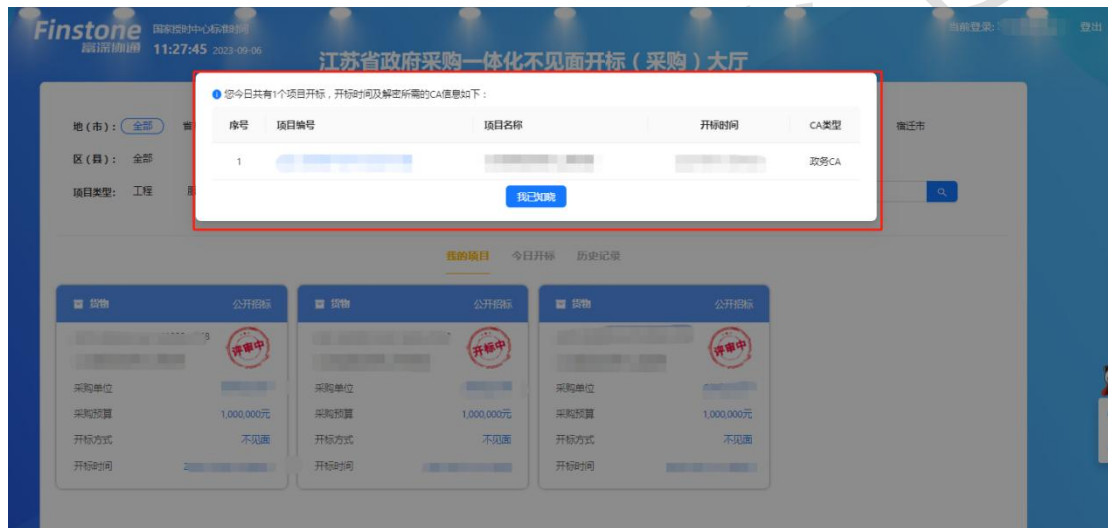 Finstone
富深协通
国家授时中心标准时间
11:27:45 2023-09-06
当前登录:
登出
江苏省政府采购一体化不见面开标(采购)大厅
您今日共有1个项目开标,开标时间及解密所需的CA信息如下:
序号 项目编号 项目名称 开标时间 CA类型
1 政务CA
我已知晓
地(市): 全部
宿迁市
区(县): 全部
项目类型: 工程
我的项目 今日开标 历史记录
货物 公开招标
评审中
采购单位
采购预算 1,000,000元
开标方式 不见面
开标时间
货物 公开招标
开标中
采购单位
采购预算 1,000,000元
开标方式 不见面
开标时间
货物 公开招标
评审中
采购单位
采购预算 1,000,000元
开标方式 不见面
开标时间